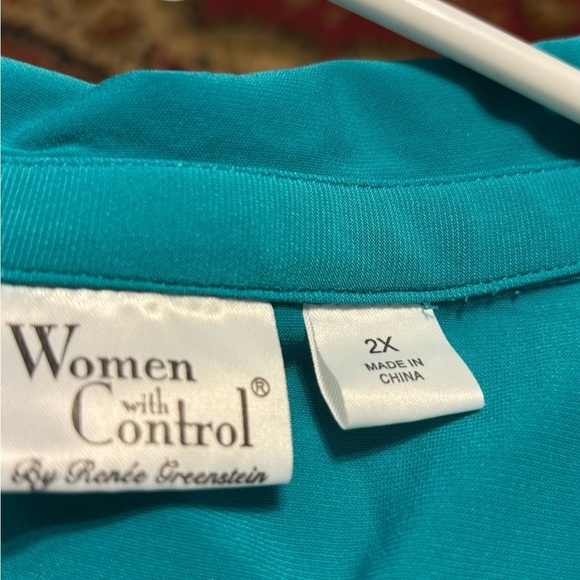 Women
with
Control®
By Renée Greenstein
2X
MADE IN
CHINA